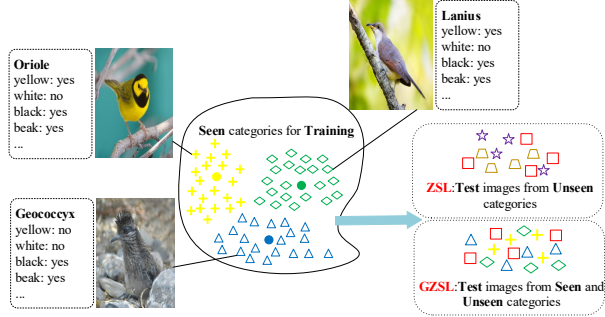 Lanius
yellow: yes
white: no
black: yes
beak: yes
...
Oriole
yellow: yes
white: no
black: yes
beak: yes
...
Seen categories for Training
ZSL:Test images from Unseen
categories
Geococcyx
yellow: no
white: no
black: yes
beak: yes
...
GZSL:Test images from Seen and
Unseen categories